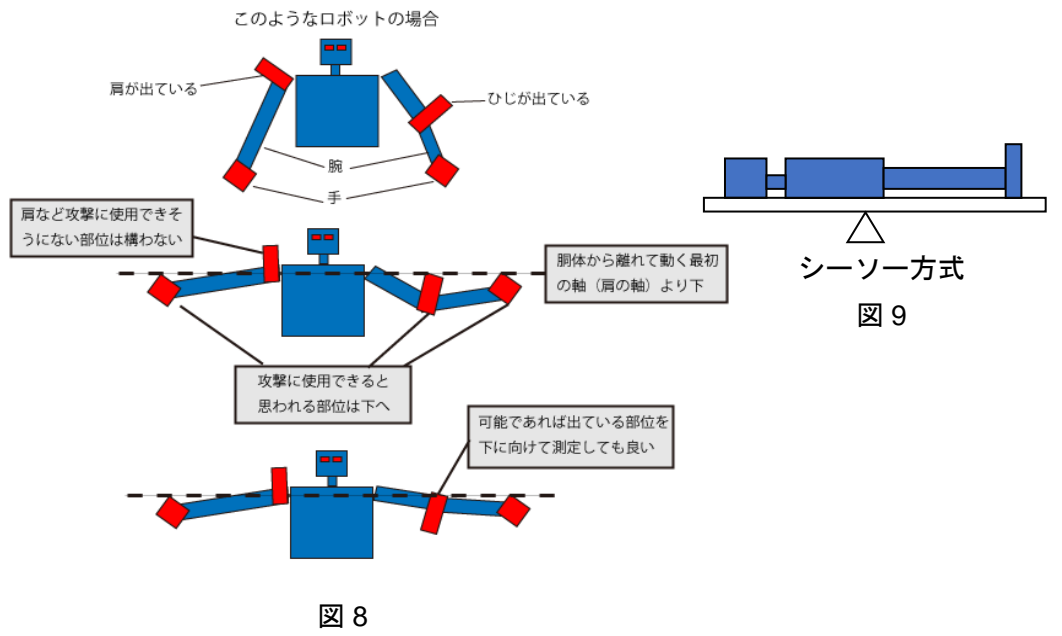 このようなロボットの場合
肩が出ている
ひじが出ている
腕
手
肩など攻撃に使用できそ
うにない部位は構わない
胴体から離れて動く最初
の軸（肩の軸）より下
攻撃に使用できると
思われる部位は下へ
可能であれば出ている部位を
下に向けて測定しても良い
図 8
シーソー方式
図 9